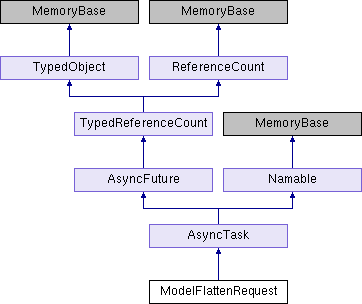 MemoryBase MemoryBase
TypedObject ReferenceCount
TypedReferenceCount MemoryBase
AsyncFuture Namable
AsyncTask
ModelFlattenRequest